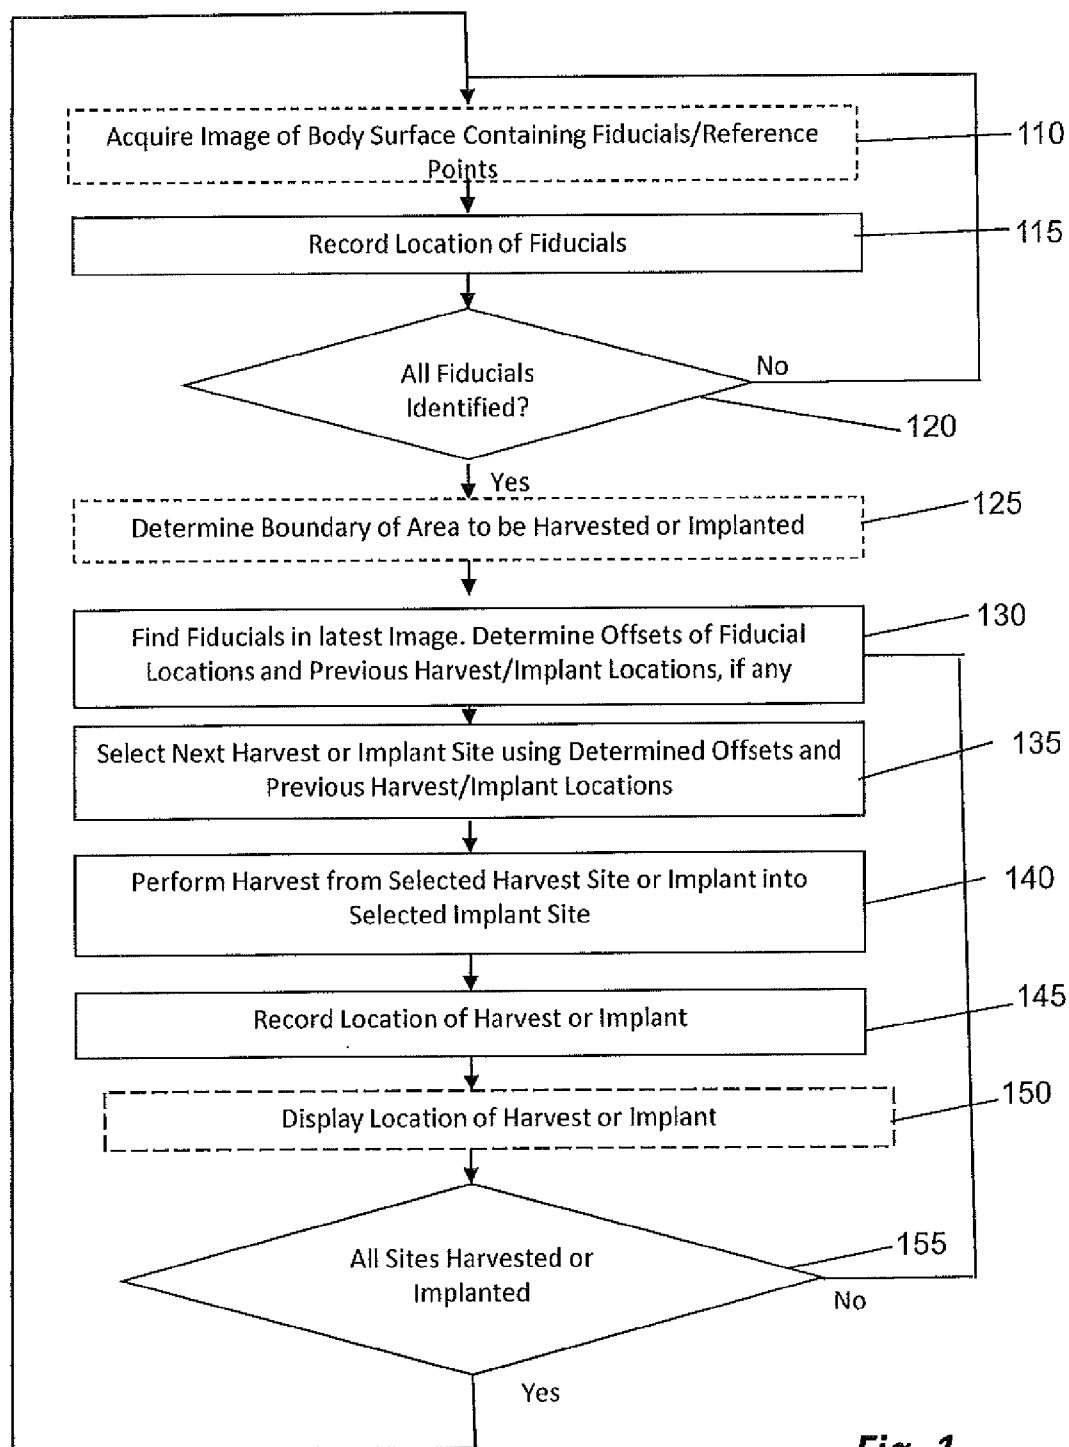 Acquire Image of Body Surface Containing Fiducials/Reference
Points
110
Record Location of Fiducials
115
All Fiducials
Identified?
No
120
Yes
Determine Boundary of Area to be Harvested or Implanted
125
Find Fiducials in latest Image. Determine Offsets of Fiducial
Locations and Previous Harvest/Implant Locations, if any
130
Select Next Harvest or Implant Site using Determined Offsets and
Previous Harvest/Implant Locations
135
Perform Harvest from Selected Harvest Site or Implant into
Selected Implant Site
140
Record Location of Harvest or Implant
145
Display Location of Harvest or Implant
150
All Sites Harvested or
Implanted
155
No
Yes
Fig. 1